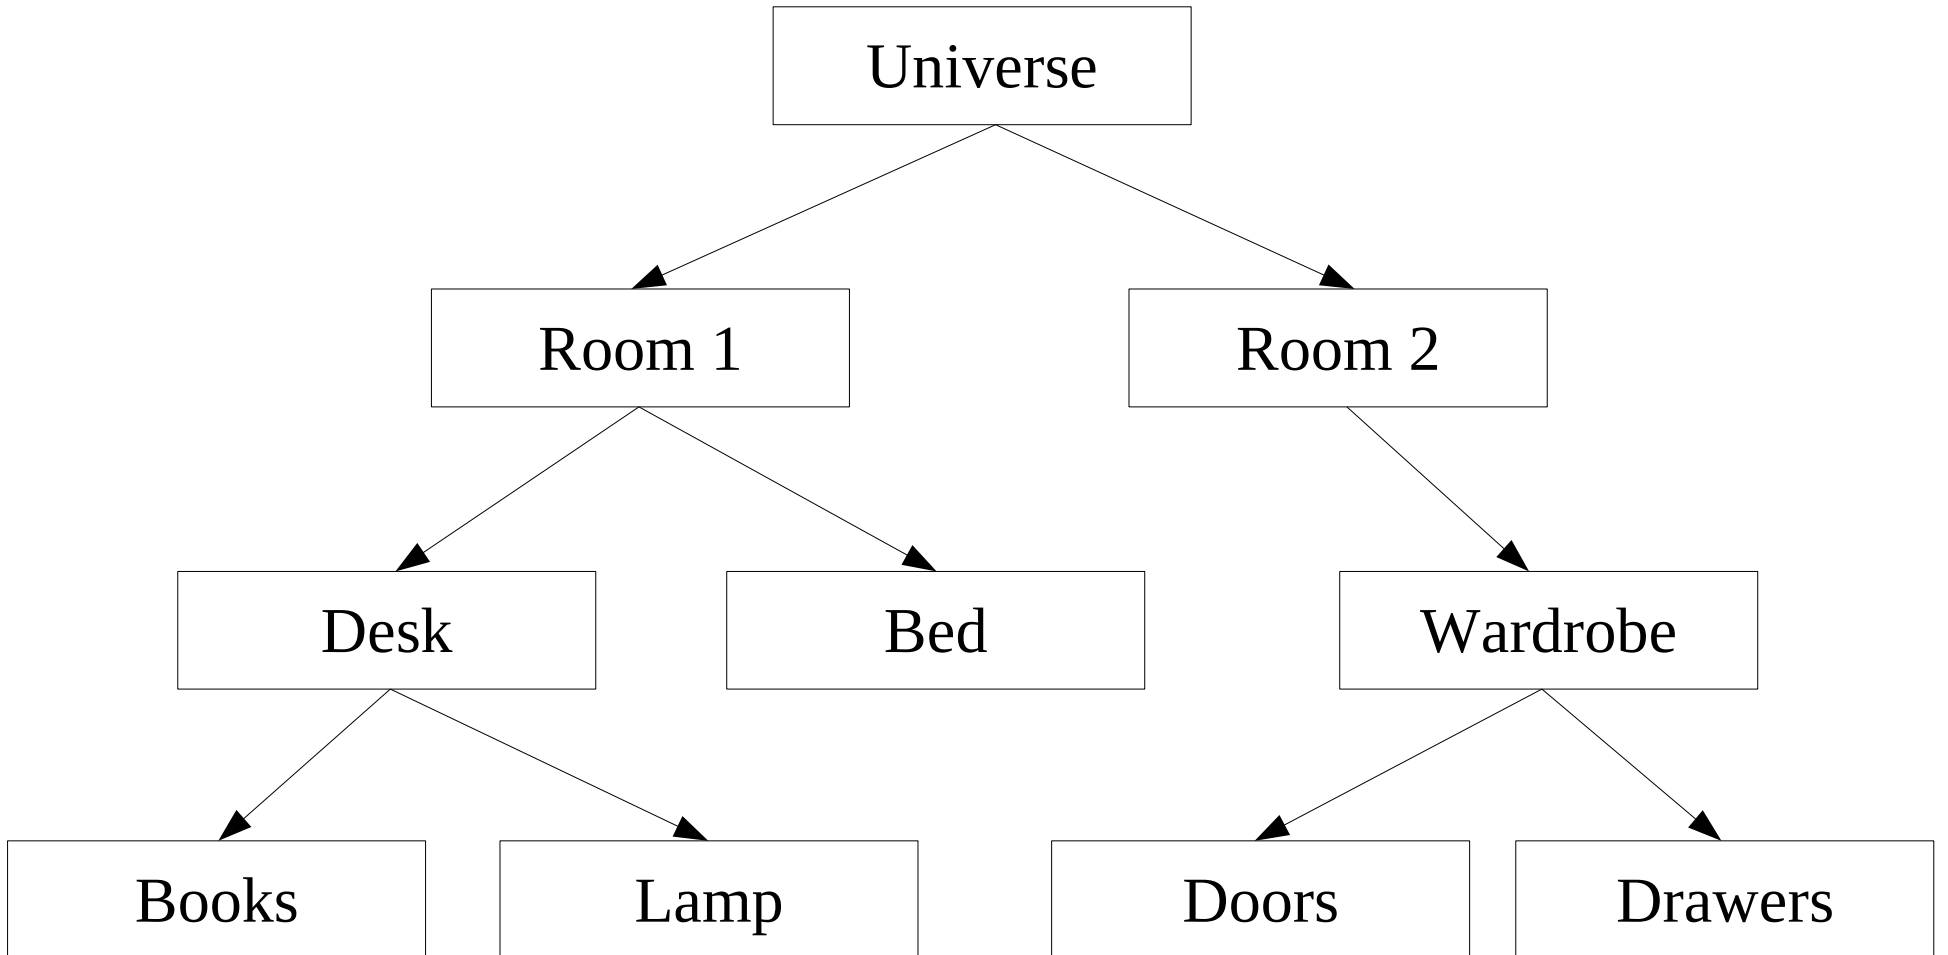 Universe
Room 1
Room 2
Desk
Bed
Wardrobe
Books
Lamp
Doors
Drawers